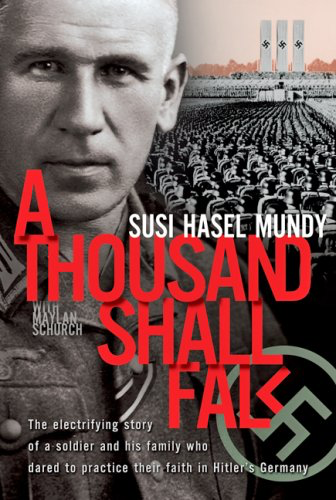 SUSI HASEL MUNDY
A
THOUSAND
SHALL
FALL
WITH
MAYLAN
SCHURCH
The electrifying story
of a soldier and his family who
dared to practice their faith in Hitler's Germany